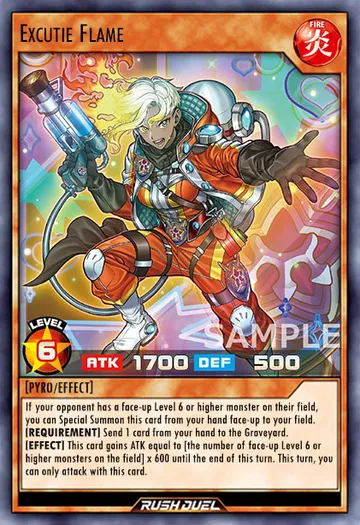 EXCUTIE FLAME
FIRE
炎
SAMPLE
LEVEL
6
ATK 1700 DEF 500
[PYRO/EFFECT]
If your opponent has a face-up Level 6 or higher monster on their field,
you can Special Summon this card from your hand face-up to your field.
[REQUIREMENT] Send 1 card from your hand to the Graveyard.
[EFFECT] This card gains ATK equal to [the number of face-up Level 6 or
higher monsters on the field] x 600 until the end of this turn. This turn, you
can only attack with this card.
RUSH DUEL